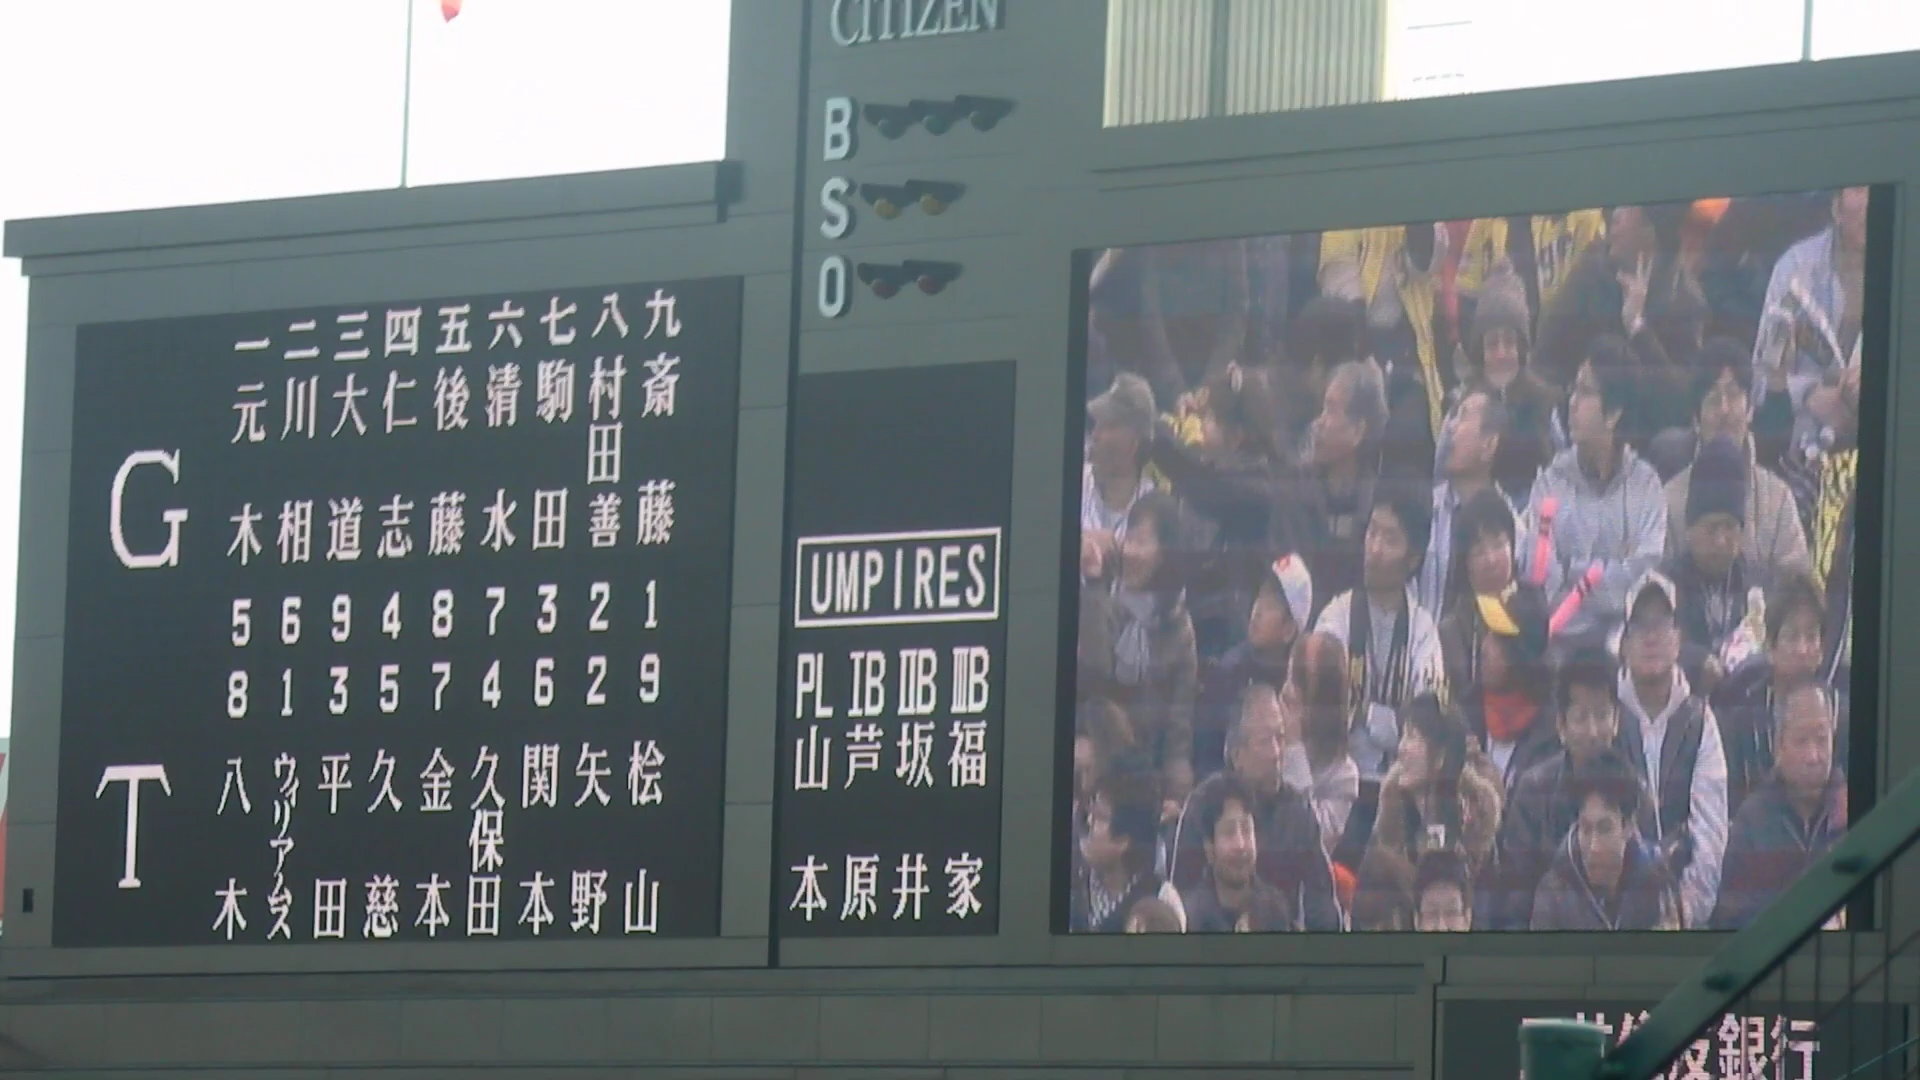 CITIZEN
B
S
O
一 二 三 四 五 六 七 八 九
G
元木 川相 大道 仁志 後藤 清水 駒田 村田善 斎藤
5 6 9 4 8 7 3 2 1
8 1 3 5 7 4 6 2 9
T
八木 ウィリアムス 平田 久慈 金本 久保田 関本 矢野 桧山
UMPIRES
PL ⅠB ⅡB ⅢB
山本 芦原 坂井 福家
銀行